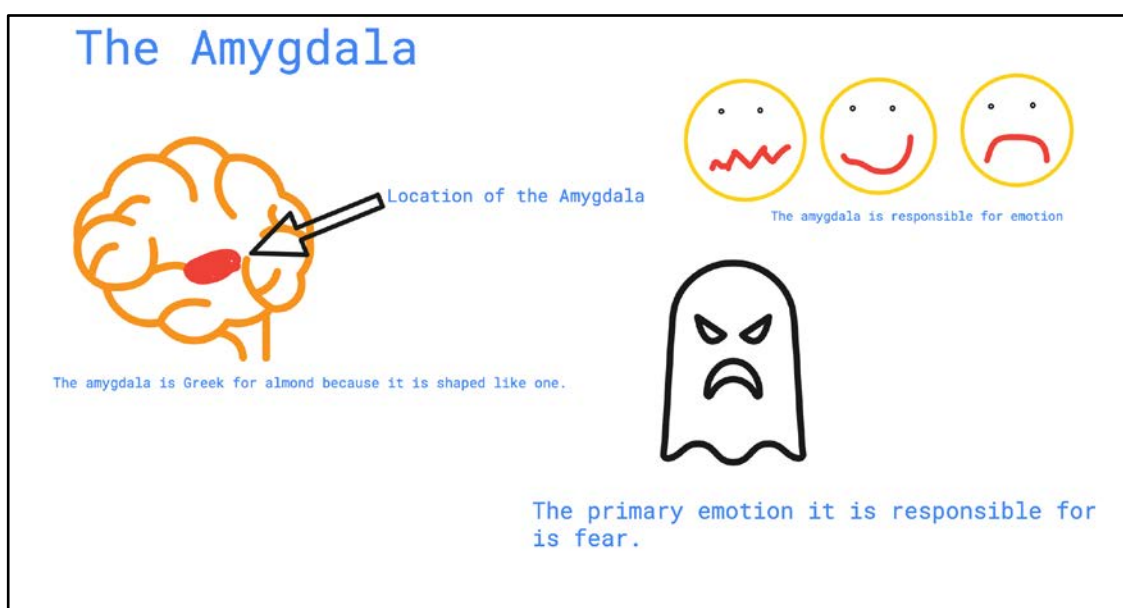 The Amygdala
Location of the Amygdala
The amygdala is responsible for emotion
The amygdala is Greek for almond because it is shaped like one.
The primary emotion it is responsible for
is fear.